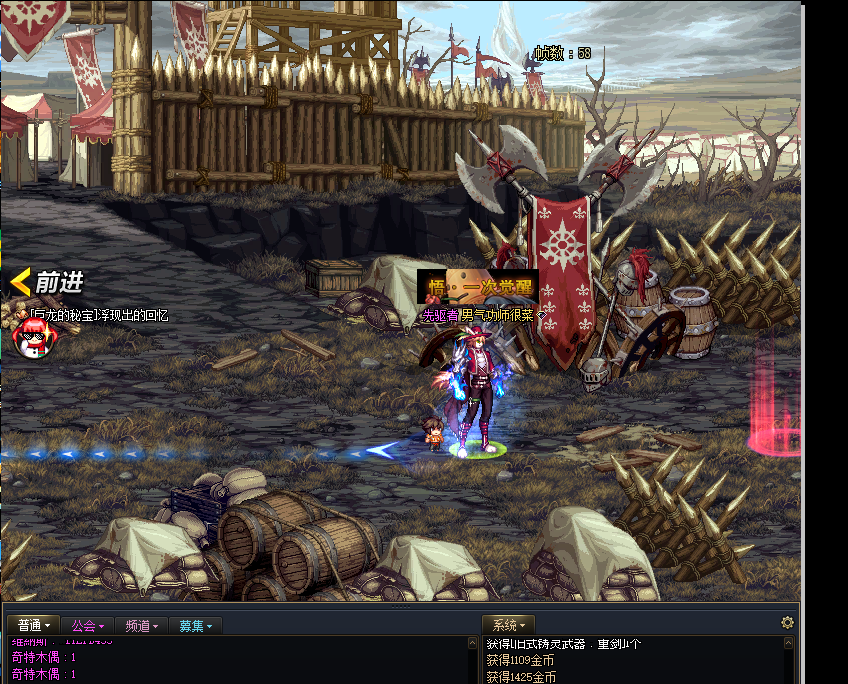 帧数：58
前进
[巨龙的秘宝]浮现出的回忆
悟··一次觉醒
<先驱者 男气功师很菜
普通
公会
频道
募集
系统
奇特木偶：1
奇特木偶：1
获得旧式铸灵武器 - 重剑1个
获得1109金币
获得1425金币